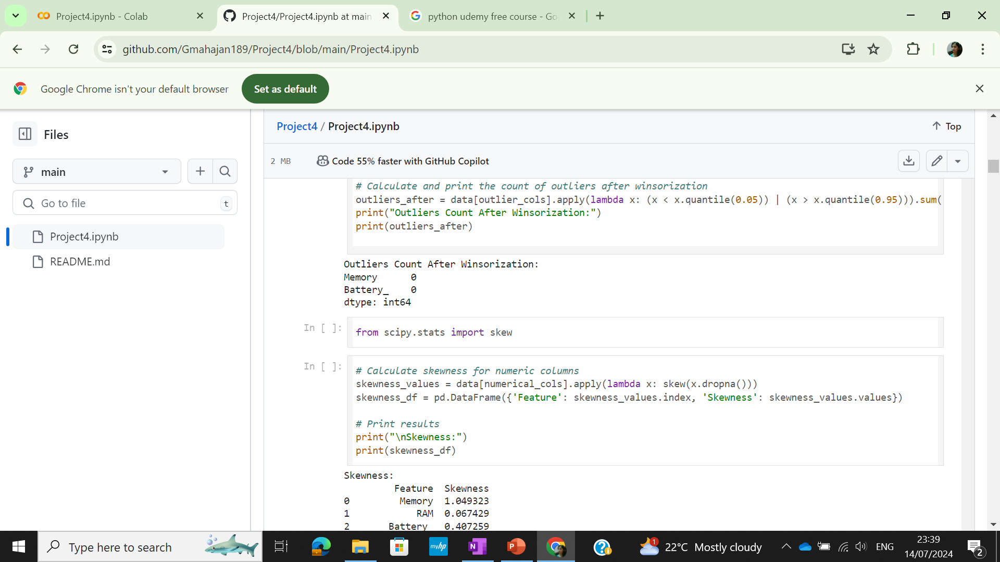 Project4.ipynb - Colab
Project4/Project4.ipynb at main
python udemy free course - Go
github.com/Gmahajan189/Project4/blob/main/Project4.ipynb
Google Chrome isn't your default browser
Set as default
Files
main
Go to file
t
Project4.ipynb
README.md
Project4 / Project4.ipynb
Top
2 MB
Code 55% faster with GitHub Copilot
# Calculate and print the count of outliers after winsorization
outliers_after = data[outlier_cols].apply(lambda x: (x < x.quantile(0.05)) | (x > x.quantile(0.95))).sum(
print("Outliers Count After Winsorization:")
print(outliers_after)
Outliers Count After Winsorization:
Memory 0
Battery_ 0
dtype: int64
In [ ]:
from scipy.stats import skew
In [ ]:
# Calculate skewness for numeric columns
skewness_values = data[numerical_cols].apply(lambda x: skew(x.dropna()))
skewness_df = pd.DataFrame({'Feature': skewness_values.index, 'Skewness': skewness_values.values})
# Print results
print("\nSkewness:")
print(skewness_df)
Skewness:
Feature Skewness
0 Memory 1.049323
1 RAM 0.067429
2 Battery_ 0.407259
Type here to search
myhp
N
P
1
22°C Mostly cloudy
ENG
23:39
14/07/2024
2